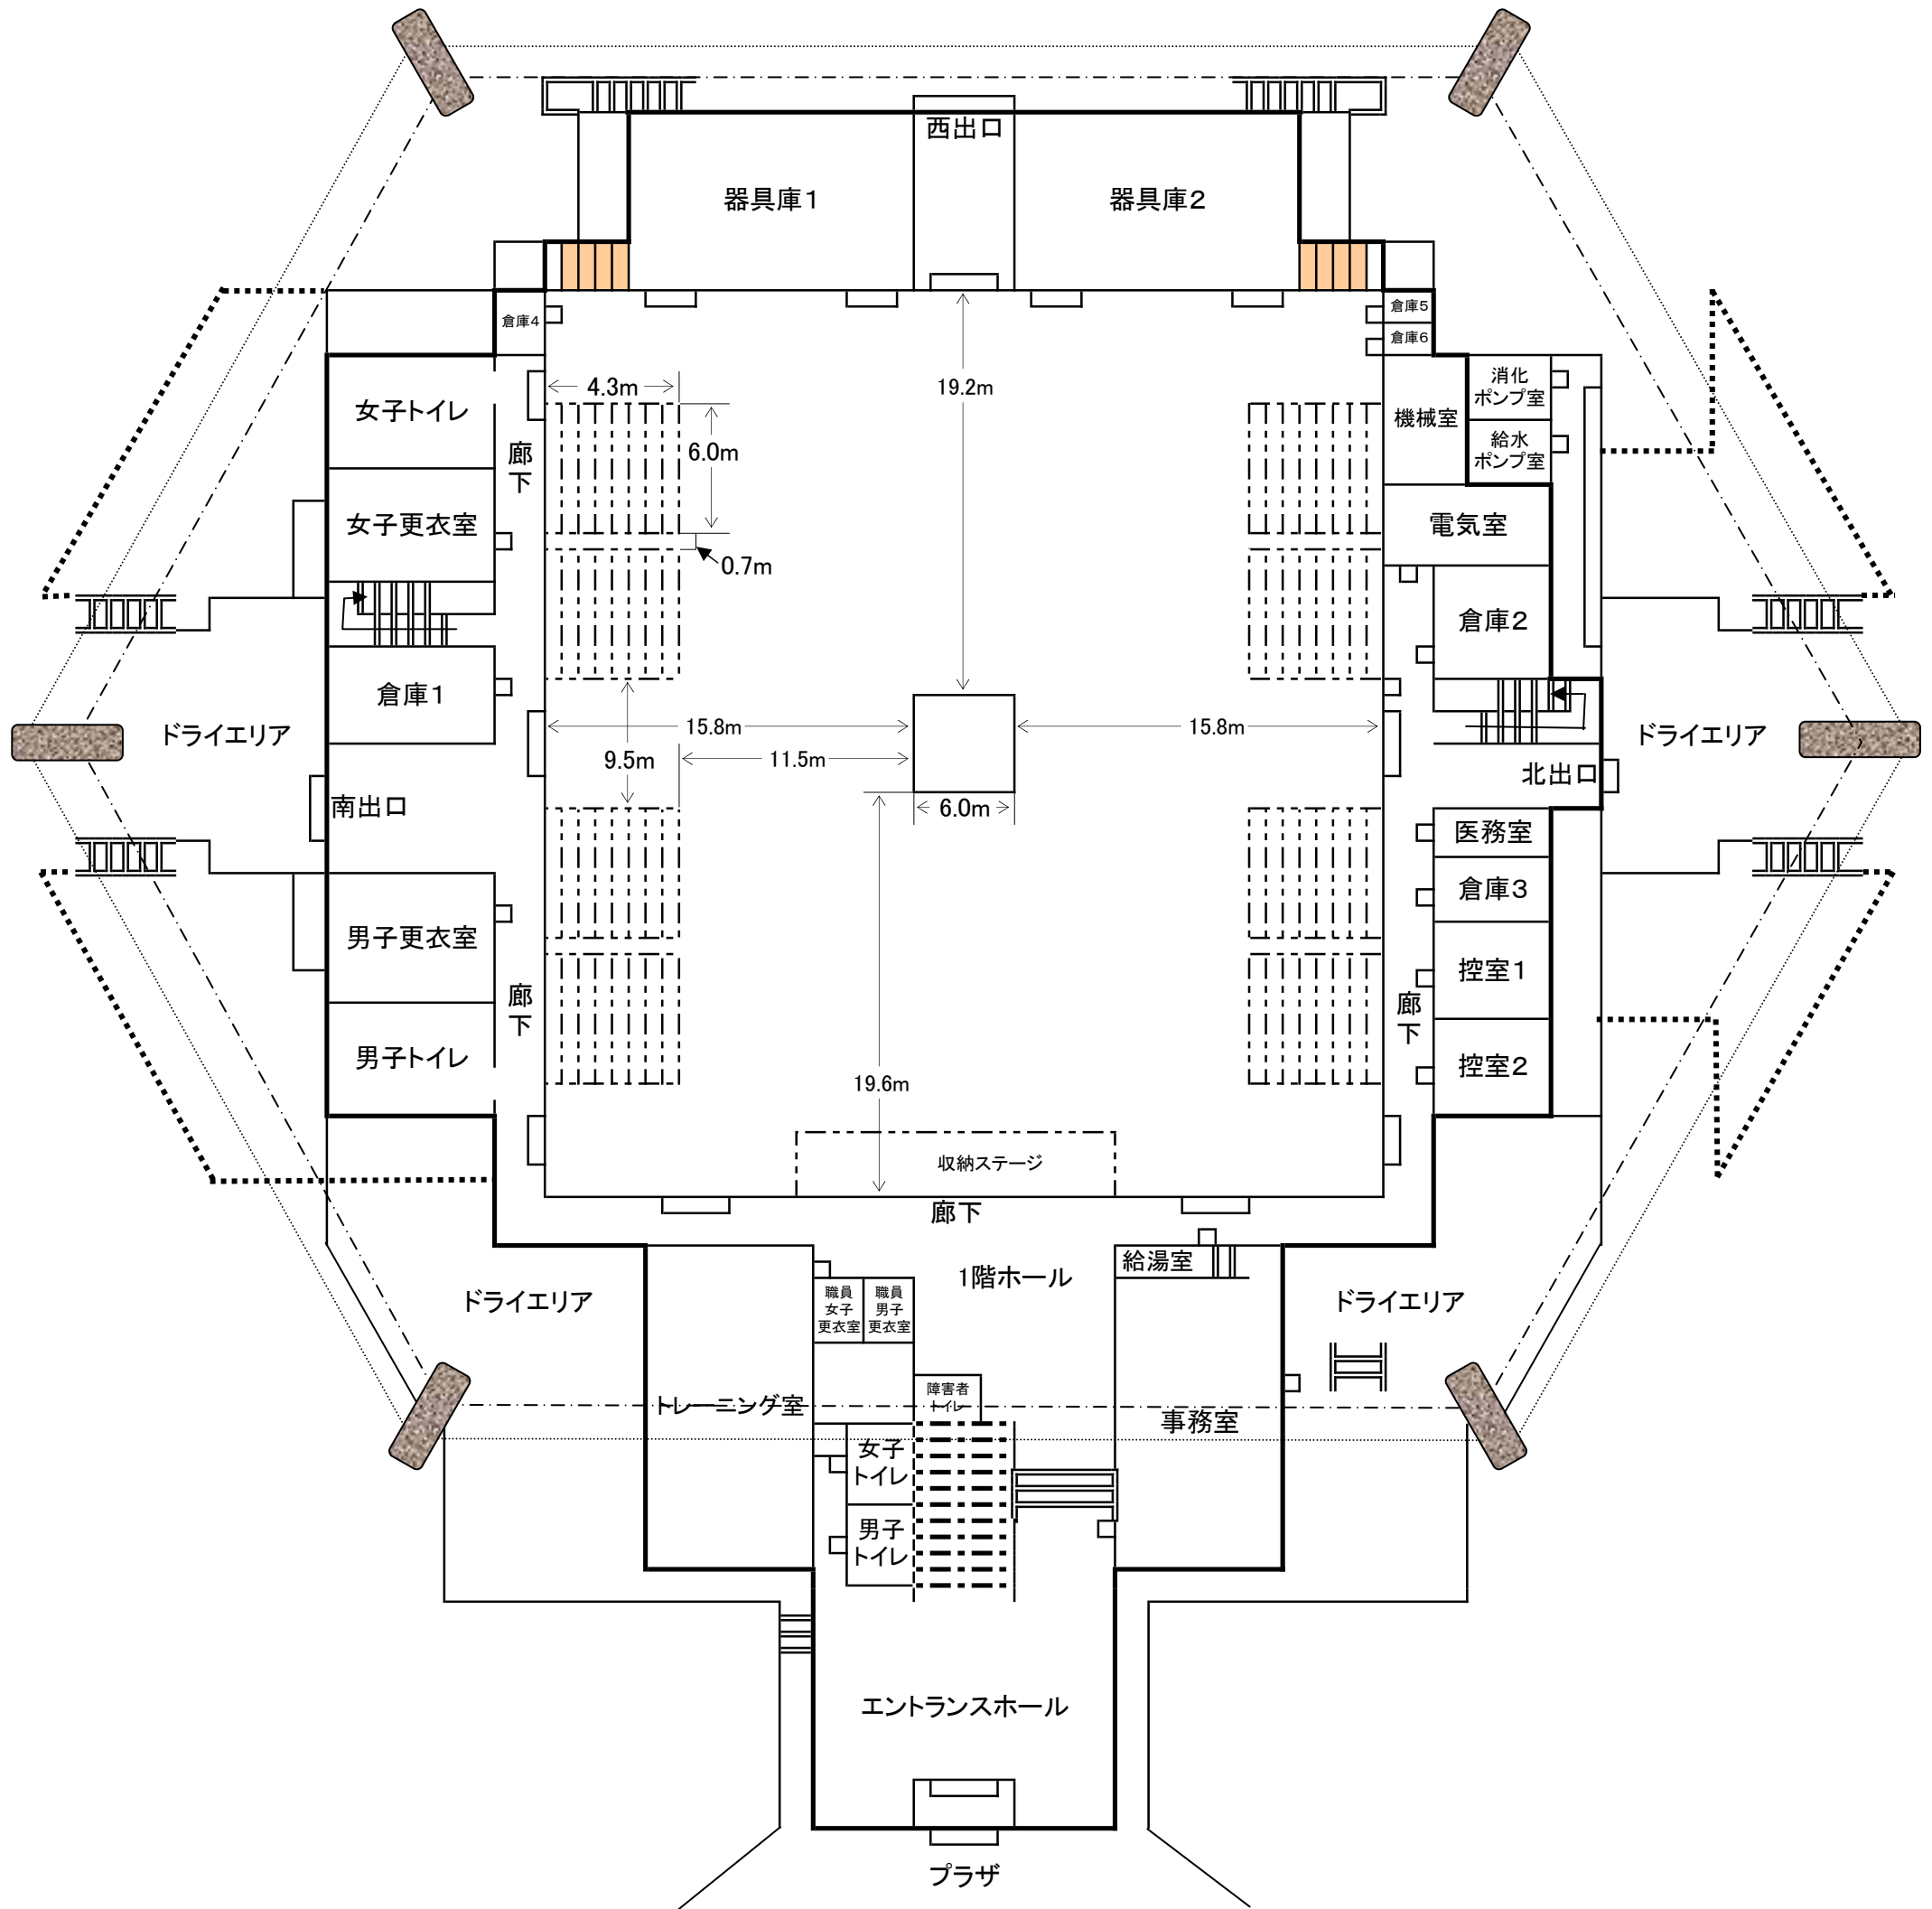 西出口
器具庫1
器具庫2
倉庫4
倉庫5
倉庫6
19.2m
4.3m
6.0m
0.7m
女子トイレ
廊
下
女子更衣室
機械室
消化
ポンプ室
給水
ポンプ室
電気室
倉庫2
倉庫1
ドライエリア
15.8m
15.8m
ドライエリア
9.5m
11.5m
6.0m
南出口
北出口
医務室
倉庫3
男子更衣室
控室1
廊
下
廊
下
男子トイレ
控室2
19.6m
収納ステージ
廊下
給湯室
1階ホール
ドライエリア
職員
女子
更衣室
職員
男子
更衣室
ドライエリア
トレーニング室
障害者
トイレ
事務室
女子
トイレ
男子
トイレ
エントランスホール
プラザ